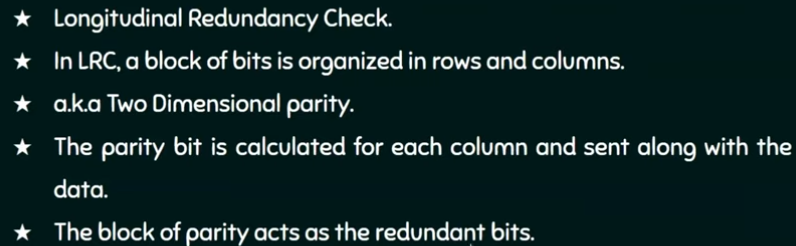 ★ Longitudinal Redundancy Check.
★ In LRC, a block of bits is organized in rows and columns.
★ a.k.a Two Dimensional parity.
★ The parity bit is calculated for each column and sent along with the
data.
★ The block of parity acts as the redundant bits.